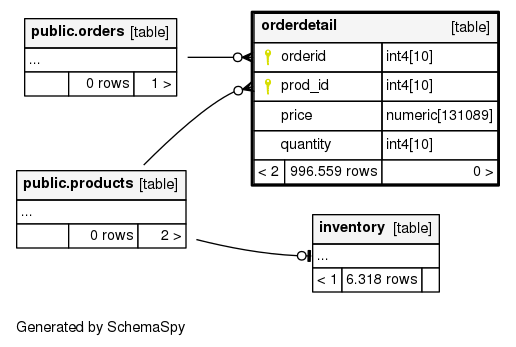 public.orders [table]
...
0 rows 1 >
orderdetail [table]
orderid int4[10]
prod_id int4[10]
price numeric[131089]
quantity int4[10]
< 2 996.559 rows 0 >
public.products [table]
...
0 rows 2 >
inventory [table]
...
< 1 6.318 rows
Generated by SchemaSpy